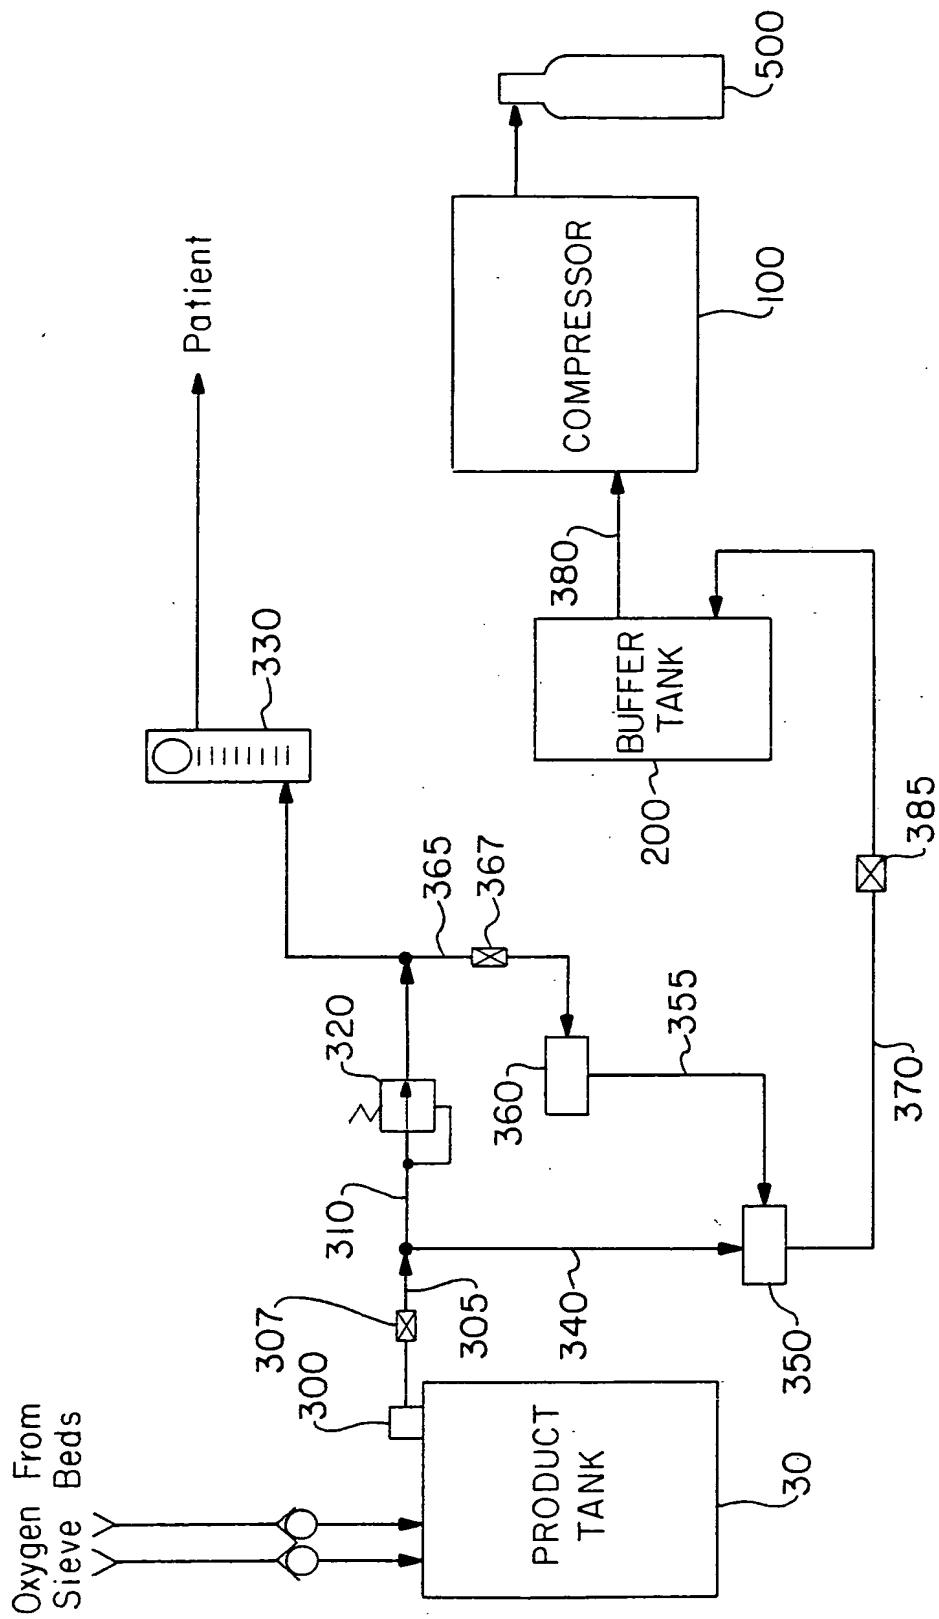 Oxygen From
Sieve Beds
PRODUCT
TANK
30
300
307
305
310
320
340
350
355
360
365
367
370
385
330
Patient
BUFFER
TANK
200
380
COMPRESSOR
100
500